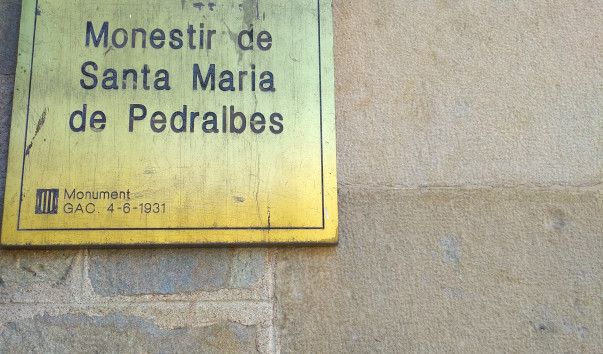 Monestir de
Santa Maria
de Pedralbes
Monument
GAC. 4-6-1931